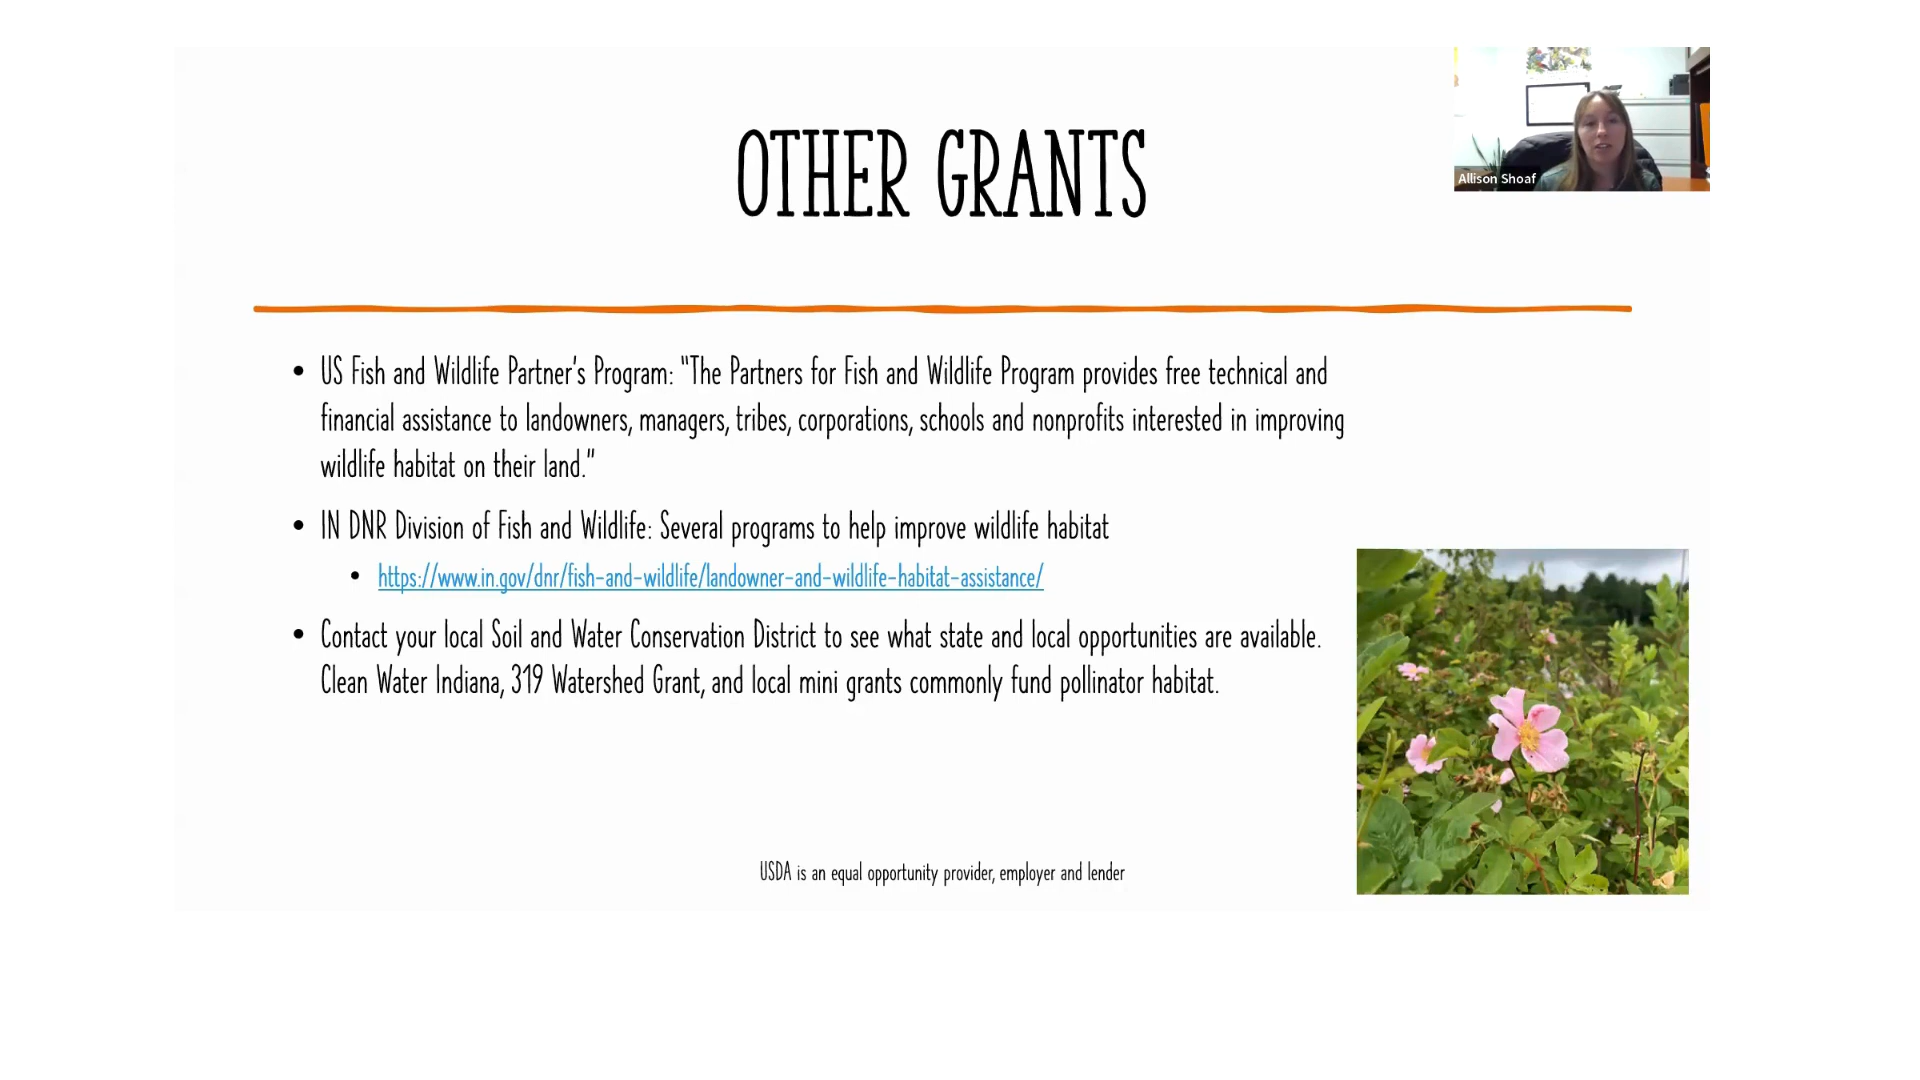 OTHER GRANTS
Allison Shoaf
• US Fish and Wildlife Partner's Program: "The Partners for Fish and Wildlife Program provides free technical and
financial assistance to landowners, managers, tribes, corporations, schools and nonprofits interested in improving
wildlife habitat on their land."
• IN DNR Division of Fish and Wildlife: Several programs to help improve wildlife habitat
• https://www.in.gov/dnr/fish-and-wildlife/landowner-and-wildlife-habitat-assistance/
• Contact your local Soil and Water Conservation District to see what state and local opportunities are available.
Clean Water Indiana, 319 Watershed Grant, and local mini grants commonly fund pollinator habitat.
USDA is an equal opportunity provider, employer and lender